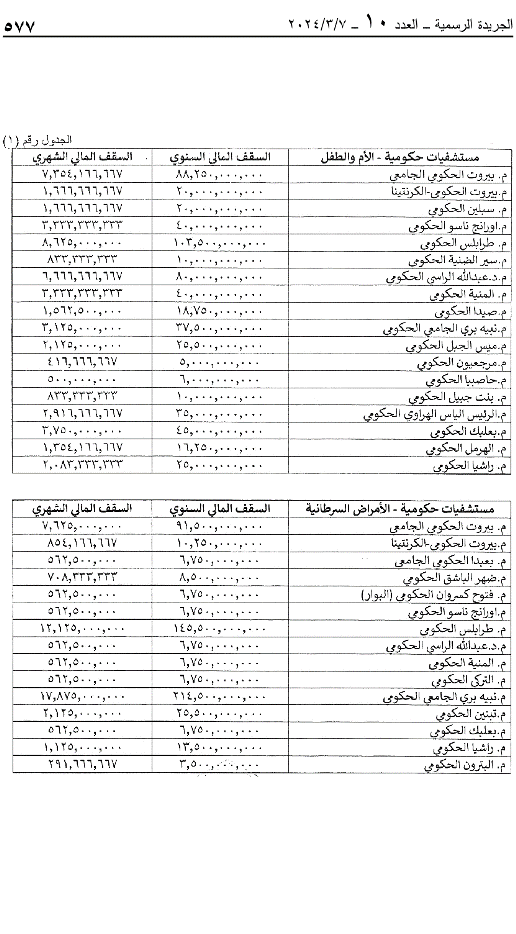 الجريدة الرسمية – العدد ١٠ – ٢٠٢٤/٣/٧ ٥٧٧
الجدول رقم (١)
مستشفيات حكومية - الأم والطفل السقف المالي السنوي السقف المالي الشهري
م. بيروت الحكومي الجامعي ٨٨,٢٥٠,٠٠٠,٠٠٠ ٧,٣٥٤,١٦٦,٦٦٧
م.بيروت الحكومي-الكرنتينا ٢٠,٠٠٠,٠٠٠,٠٠٠ ١,٦٦٦,٦٦٦,٦٦٧
م. سبلين الحكومي ٢٠,٠٠٠,٠٠٠,٠٠٠ ١,٦٦٦,٦٦٦,٦٦٧
م.اورانج ناسو الحكومي ٤٠,٠٠٠,٠٠٠,٠٠٠ ٣,٣٣٣,٣٣٣,٣٣٣
م. طرابلس الحكومي ١٠٣,٥٠٠,٠٠٠,٠٠٠ ٨,٦٢٥,٠٠٠,٠٠٠
م. سير الضنية الحكومي ١٠,٠٠٠,٠٠٠,٠٠٠ ٨٣٣,٣٣٣,٣٣٣
م.د.عبدالله الراسي الحكومي ٨٠,٠٠٠,٠٠٠,٠٠٠ ٦,٦٦٦,٦٦٦,٦٦٧
م. المنية الحكومي ٤٠,٠٠٠,٠٠٠,٠٠٠ ٣,٣٣٣,٣٣٣,٣٣٣
م.صيدا الحكومي ١٨,٧٥٠,٠٠٠,٠٠٠ ١,٥٦٢,٥٠٠,٠٠٠
م.نبيه بري الجامعي الحكومي ٣٧,٥٠٠,٠٠٠,٠٠٠ ٣,١٢٥,٠٠٠,٠٠٠
م.ميس الجبل الحكومي ٢٥,٥٠٠,٠٠٠,٠٠٠ ٢,١٢٥,٠٠٠,٠٠٠
م.مرجعيون الحكومي ٥,٠٠٠,٠٠٠,٠٠٠ ٤١٦,٦٦٦,٦٦٧
م.حاصبيا الحكومي ٦,٠٠٠,٠٠٠,٠٠٠ ٥٠٠,٠٠٠,٠٠٠
م. بنت جبيل الحكومي ١٠,٠٠٠,٠٠٠,٠٠٠ ٨٣٣,٣٣٣,٣٣٣
م.الرئيس الياس الهراوي الحكومي ٣٥,٠٠٠,٠٠٠,٠٠٠ ٢,٩١٦,٦٦٦,٦٦٧
م.بعلبك الحكومي ٤٥,٠٠٠,٠٠٠,٠٠٠ ٣,٧٥٠,٠٠٠,٠٠٠
م. الهرمل الحكومي ١٦,٢٥٠,٠٠٠,٠٠٠ ١,٣٥٤,١٦٦,٦٦٧
م. راشيا الحكومي ٢٥,٠٠٠,٠٠٠,٠٠٠ ٢,٠٨٣,٣٣٣,٣٣٣
مستشفيات حكومية - الأمراض السرطانية السقف المالي السنوي السقف المالي الشهري
م. بيروت الحكومي الجامعي ٩١,٥٠٠,٠٠٠,٠٠٠ ٧,٦٢٥,٠٠٠,٠٠٠
م.بيروت الحكومي-الكرنتينا ١٠,٢٥٠,٠٠٠,٠٠٠ ٨٥٤,١٦٦,٦٦٧
م. بعبدا الحكومي الجامعي ٦,٧٥٠,٠٠٠,٠٠٠ ٥٦٢,٥٠٠,٠٠٠
م.ضهر الباشق الحكومي ٨,٥٠٠,٠٠٠,٠٠٠ ٧٠٨,٣٣٣,٣٣٣
م. فتوح كسروان الحكومي (البوار) ٦,٧٥٠,٠٠٠,٠٠٠ ٥٦٢,٥٠٠,٠٠٠
م.اورانج ناسو الحكومي ٦,٧٥٠,٠٠٠,٠٠٠ ٥٦٢,٥٠٠,٠٠٠
م. طرابلس الحكومي ١٤٥,٥٠٠,٠٠٠,٠٠٠ ١٢,١٢٥,٠٠٠,٠٠٠
م.د.عبدالله الراسي الحكومي ٦,٧٥٠,٠٠٠,٠٠٠ ٥٦٢,٥٠٠,٠٠٠
م. المنية الحكومي ٦,٧٥٠,٠٠٠,٠٠٠ ٥٦٢,٥٠٠,٠٠٠
م. التركي الحكومي ٦,٧٥٠,٠٠٠,٠٠٠ ٥٦٢,٥٠٠,٠٠٠
م.نبيه بري الجامعي الحكومي ٢١٤,٥٠٠,٠٠٠,٠٠٠ ١٧,٨٧٥,٠٠٠,٠٠٠
م.تبنين الحكومي ٢٥,٥٠٠,٠٠٠,٠٠٠ ٢,١٢٥,٠٠٠,٠٠٠
م.بعلبك الحكومي ٦,٧٥٠,٠٠٠,٠٠٠ ٥٦٢,٥٠٠,٠٠٠
م. راشيا الحكومي ١٣,٥٠٠,٠٠٠,٠٠٠ ١,١٢٥,٠٠٠,٠٠٠
م. البترون الحكومي ٣,٥٠٠,٠٠٠,٠٠٠ ٢٩١,٦٦٦,٦٦٧